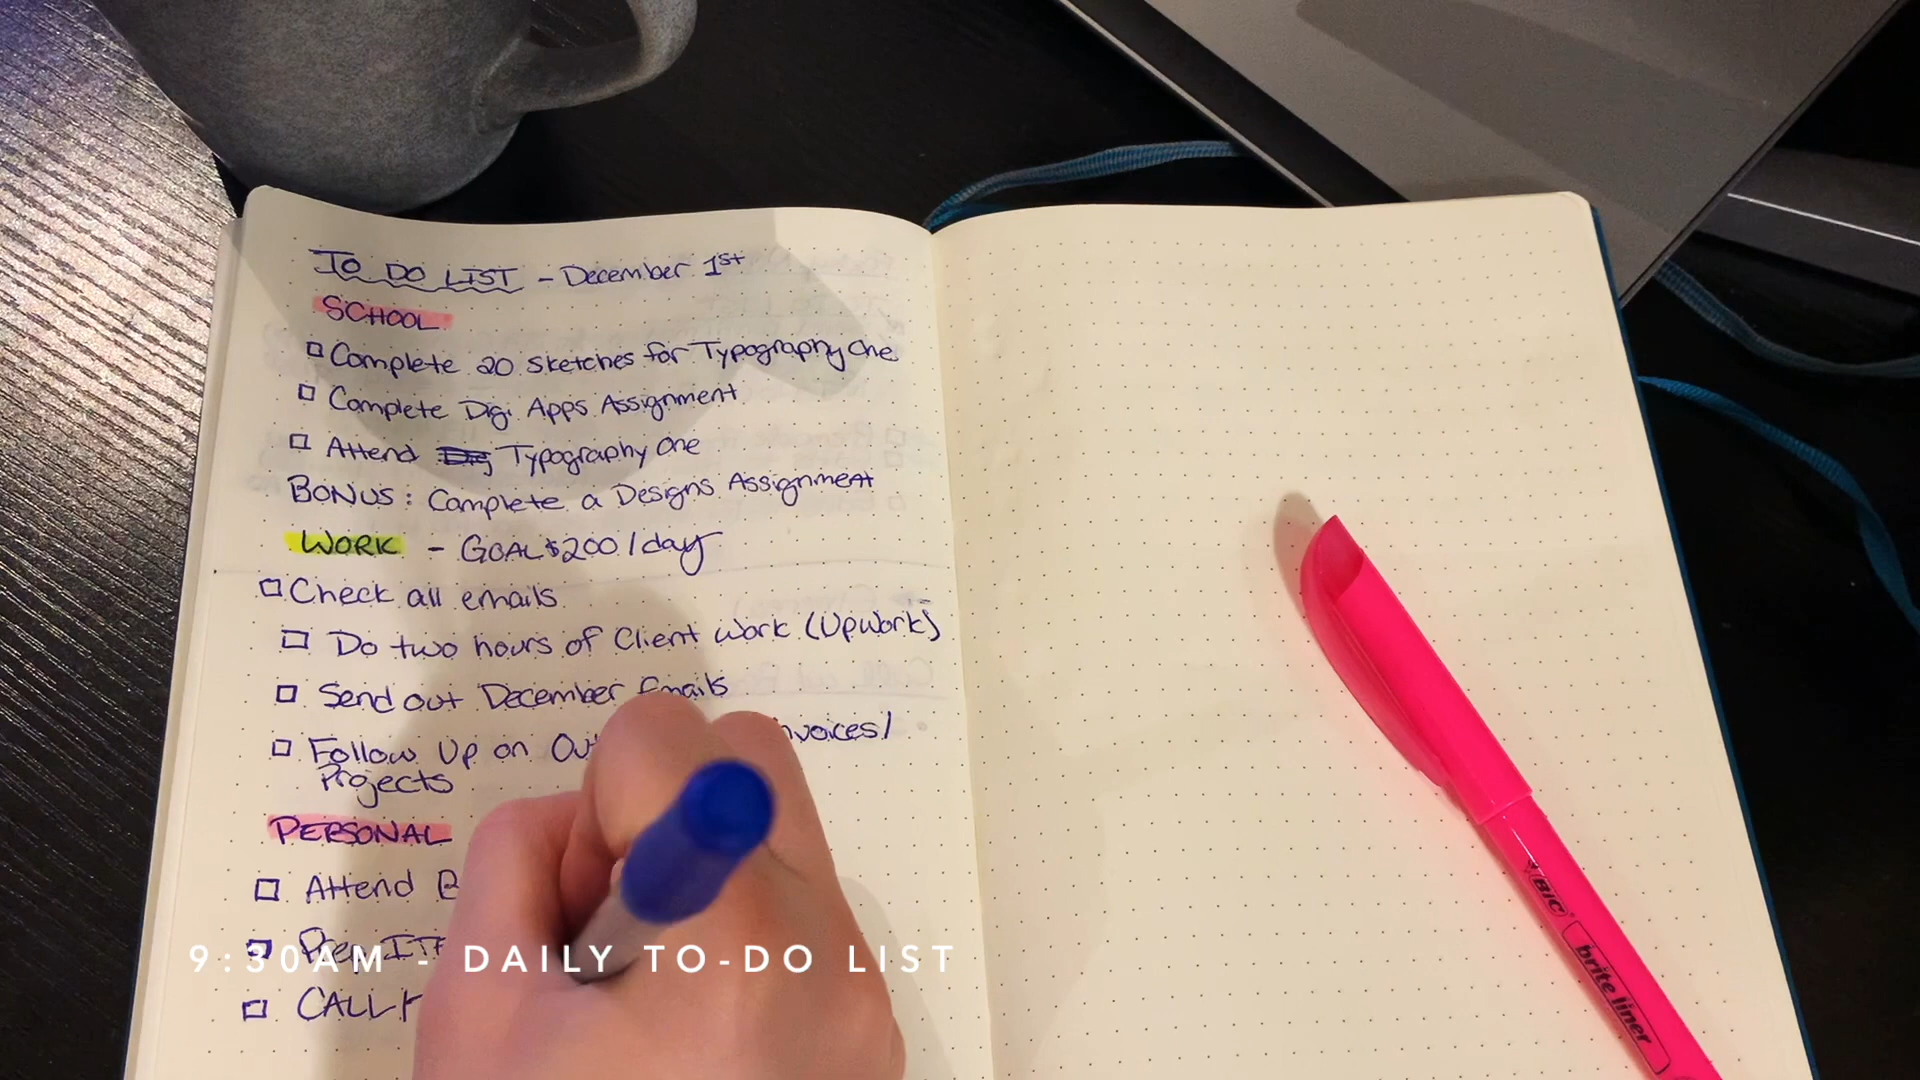 TO DO LIST - December 1st
SCHOOL
Complete 20 sketches for Typography One
Complete Digi Apps Assignment
Attend Typography One
BONUS: Complete a Designs Assignment
WORK - GOAL $200/day
Check all emails
Do two hours of Client work (UpWork)
Send out December Emails
Follow Up on
Projects
PERSONAL
Attend
9:30AM - DAILY TO-DO LIST
CALL
BIC
brite liner